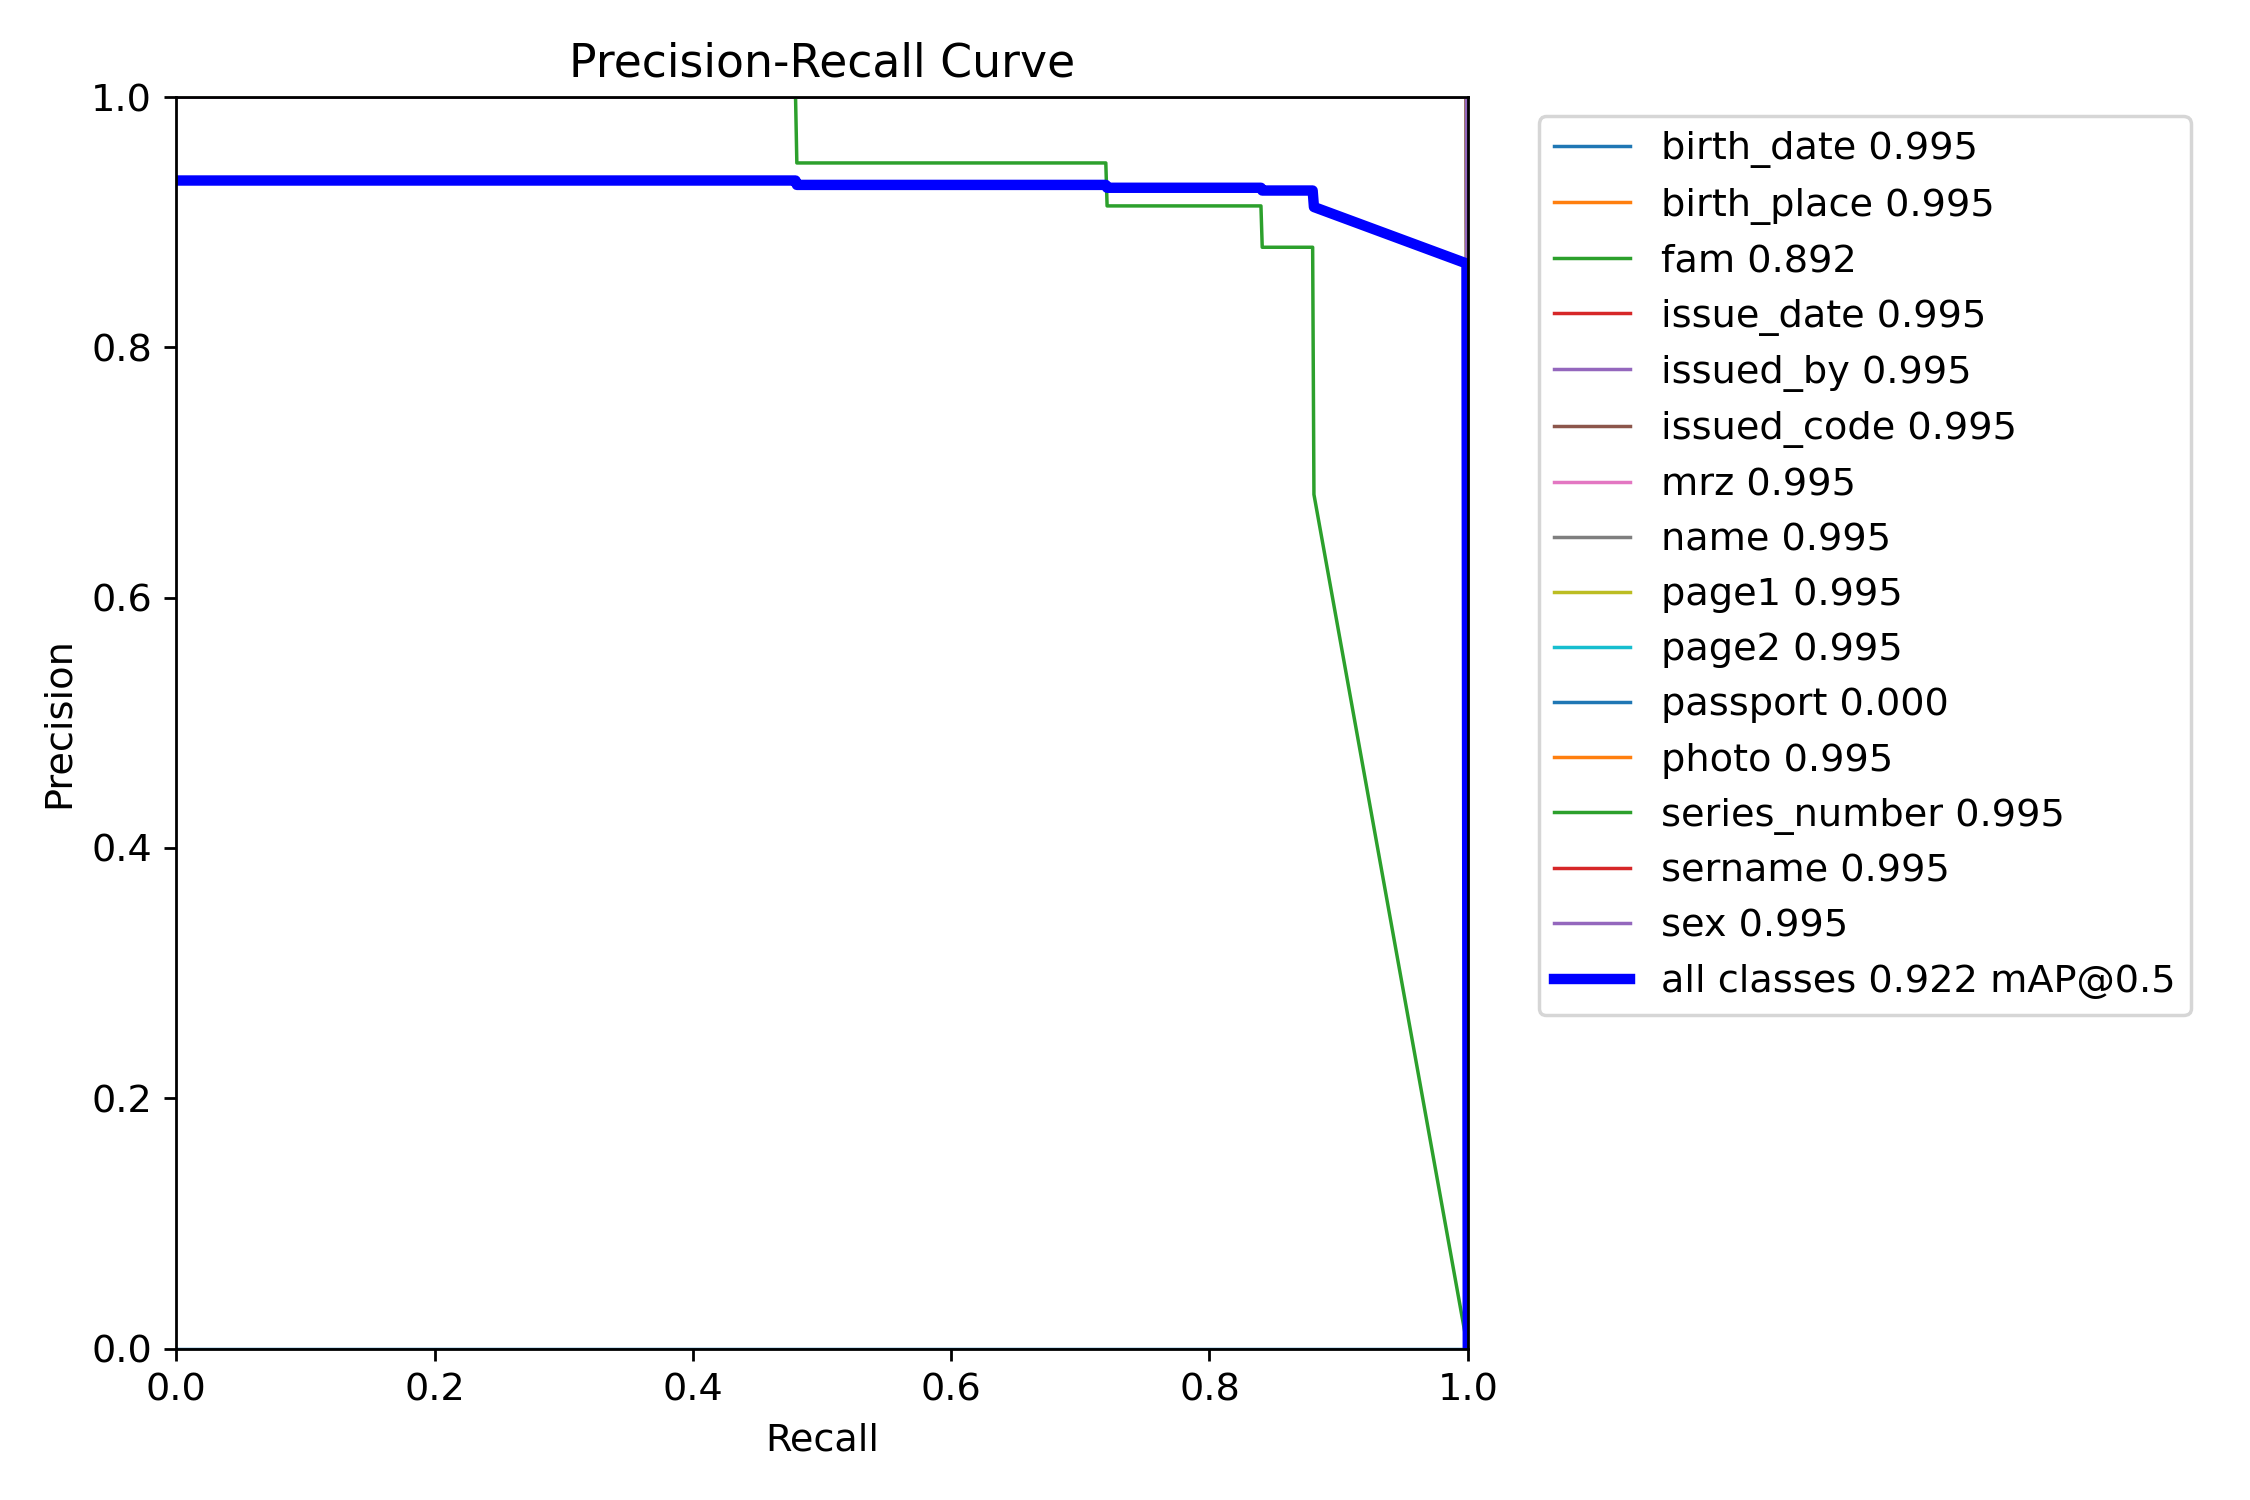 Precision-Recall Curve
1.0
0.8
0.6
0.4
0.2
0.0
Precision
0.0 0.2 0.4 0.6 0.8 1.0
Recall
birth_date 0.995
birth_place 0.995
fam 0.892
issue_date 0.995
issued_by 0.995
issued_code 0.995
mrz 0.995
name 0.995
page1 0.995
page2 0.995
passport 0.000
photo 0.995
series_number 0.995
sername 0.995
sex 0.995
all classes 0.922 mAP@0.5